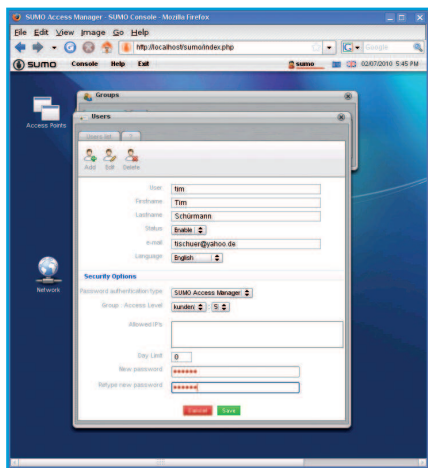 SUMO Access Manager - SUMO Console - Mozilla Firefox
File Edit View Image Go Help
http://localhost/sumo/index.php
Google
SUMO Console Help Exit
sumo 02/07/2010 5:45 PM
Access Points
Groups
Users
Users list ?
Add Edit Delete
User tim
Firstname Tim
Lastname Schürmann
Status Enable
e-mail tischuer@yahoo.de
Language English
Security Options
Password authentication type SUMO Access Manager
Group : Access Level kunden : 5
Network
Allowed IP's
Day Limit 0
New password ******
Retype new password ******
Cancel Save